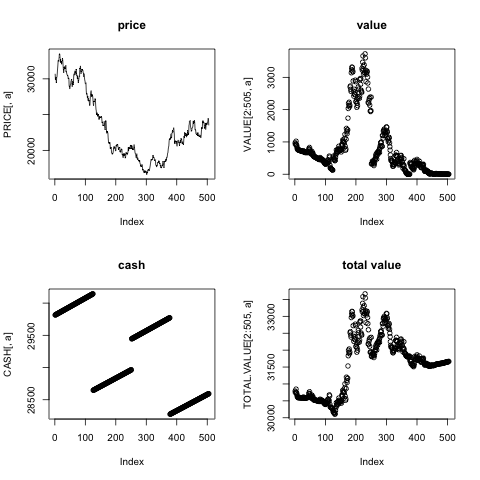 price
PRICE[, a]
20000
30000
0
100
200
300
400
500
Index
value
VALUE[2:505, a]
0
1000
2000
3000
0
100
200
300
400
500
Index
cash
CASH[, a]
28500
29500
0
100
200
300
400
500
Index
total value
TOTAL.VALUE[2:505, a]
30000
31500
33000
0
100
200
300
400
500
Index